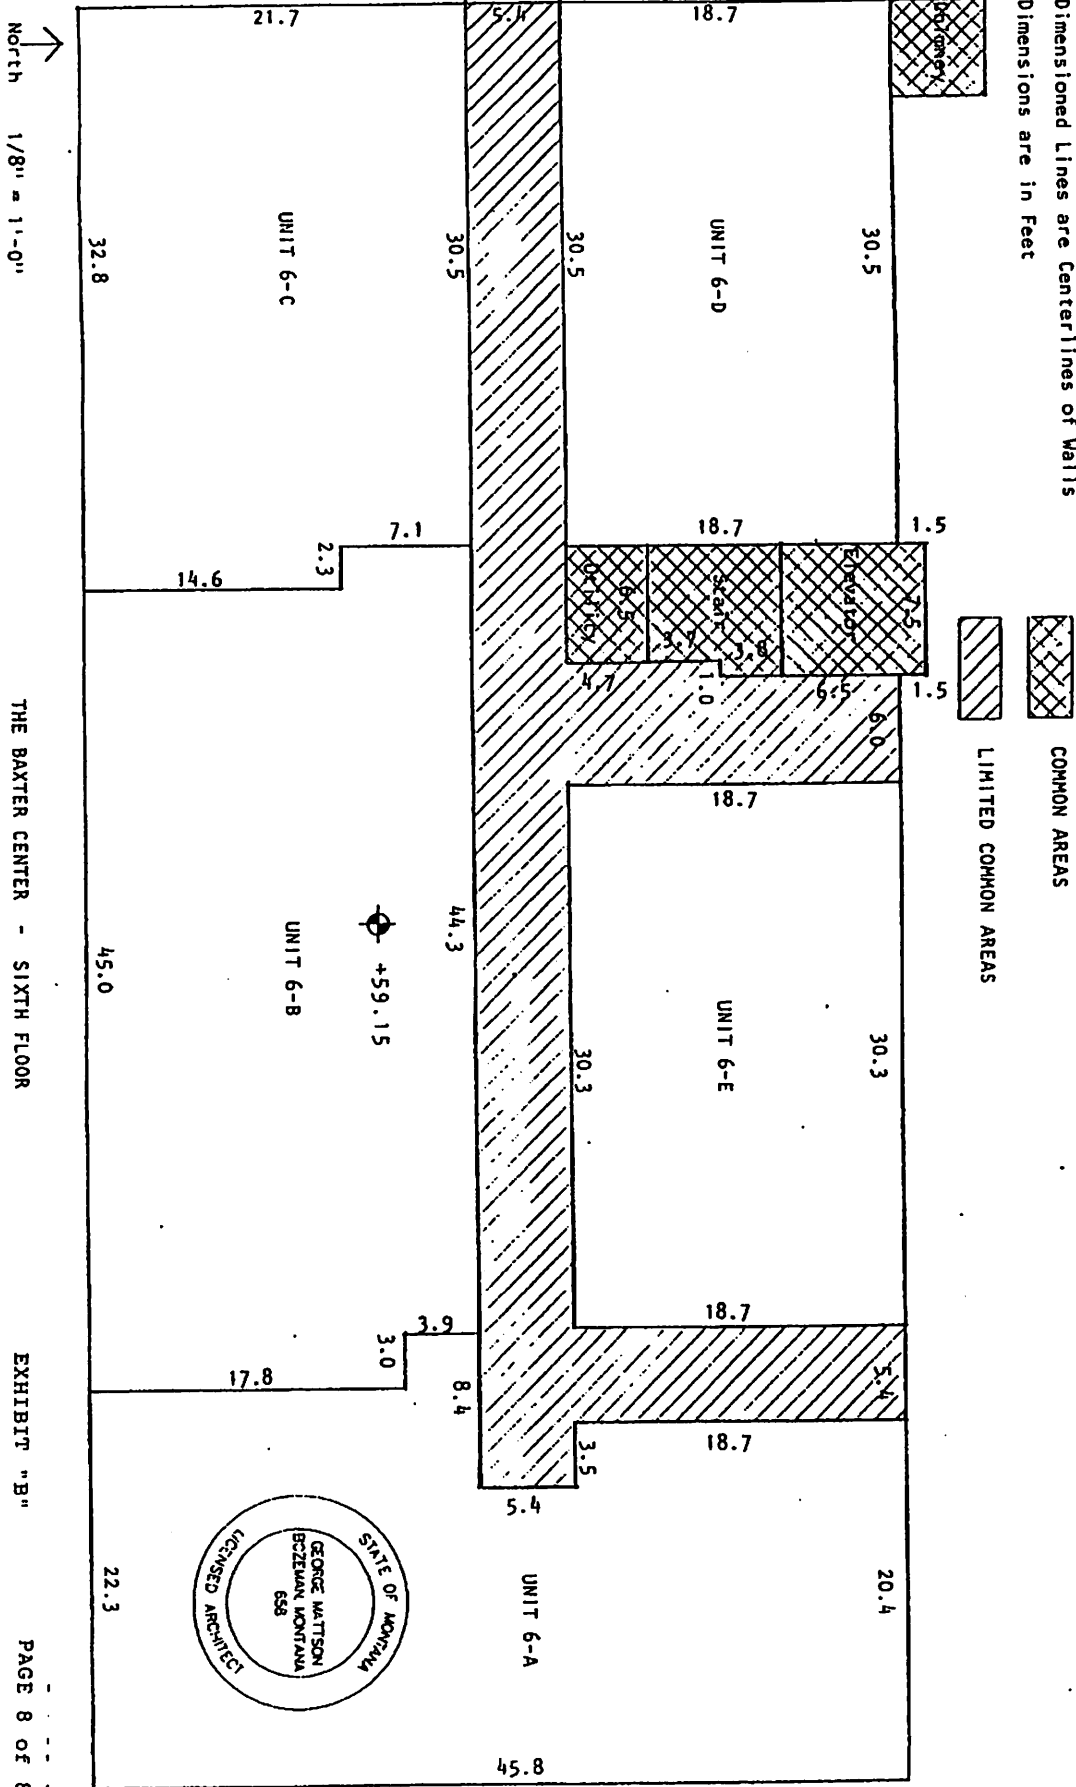 Dimensioned Lines are Centerlines of Walls
Dimensions are in Feet
COMMON AREAS
LIMITED COMMON AREAS
Chimney
18.7
30.5
UNIT 6-D
30.5
18.7
1.5
7.5
1.5
Elevator
6.5
6.0
Stair
3.8
3.7
1.0
Utility
6.5
4.7
18.7
30.3
UNIT 6-E
30.3
18.7
5.4
18.7
3.5
5.4
20.4
UNIT 6-A
45.8
22.3
5.4
21.7
30.5
UNIT 6-C
32.8
7.1
2.3
14.6
44.3
+59.15
UNIT 6-B
45.0
3.9
3.0
8.4
17.8
STATE OF MONTANA
GEORGE MATTSON
BOZEMAN, MONTANA
658
LICENSED ARCHITECT
North 1/8" = 1'-0"
THE BAXTER CENTER - SIXTH FLOOR
EXHIBIT "B"
PAGE 8 of 8